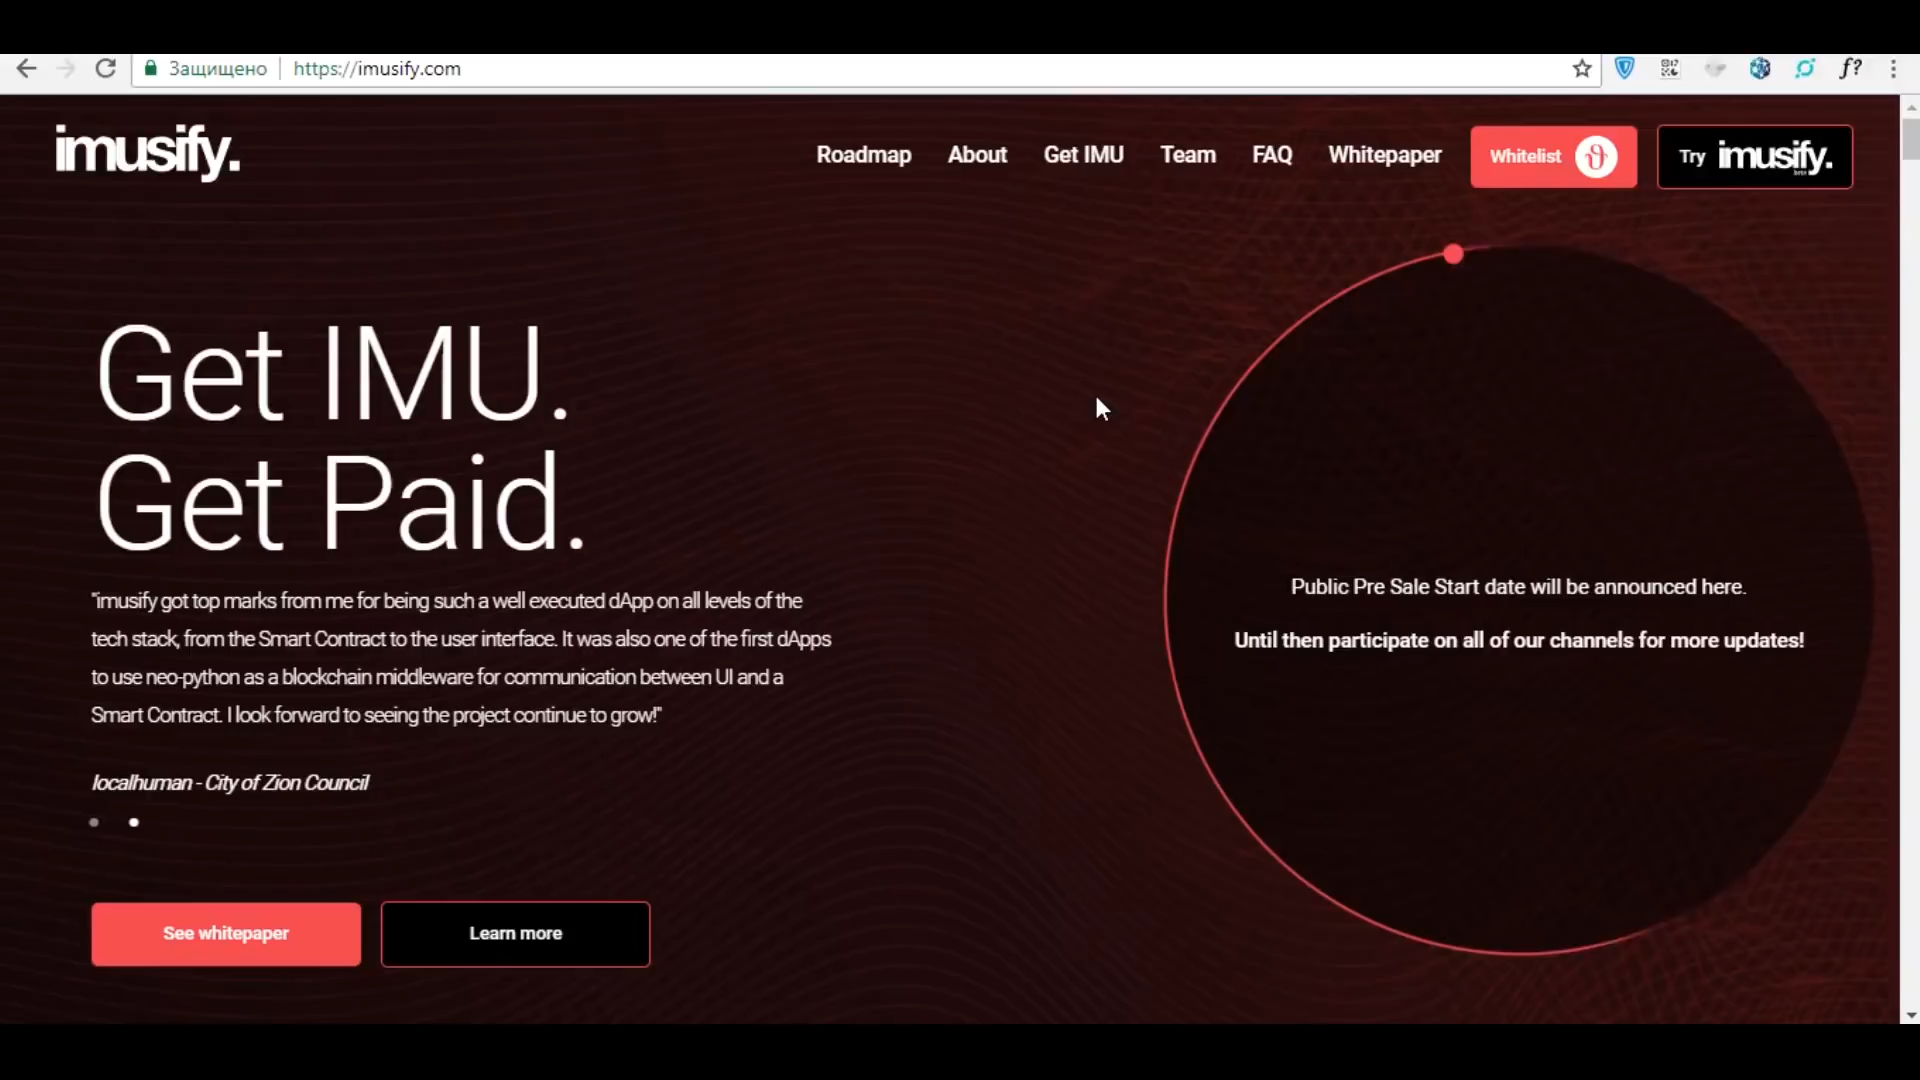 Защищено https://imusify.com f?
imusify.
Roadmap About Get IMU Team FAQ Whitepaper Whitelist Try imusify.
Get IMU.
Get Paid.
"imusify got top marks from me for being such a well executed dApp on all levels of the
tech stack, from the Smart Contract to the user interface. It was also one of the first dApps
to use neo-python as a blockchain middleware for communication between UI and a
Smart Contract. I look forward to seeing the project continue to grow!"
localhuman - City of Zion Council
See whitepaper Learn more
Public Pre Sale Start date will be announced here.
Until then participate on all of our channels for more updates!